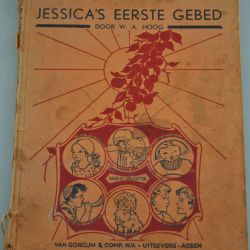 JESSICA'S EERSTE GEBED
DOOR W. A. HOOG
VAN GORCUM & COMP. N.V. - UITGEVERS - ASSEN